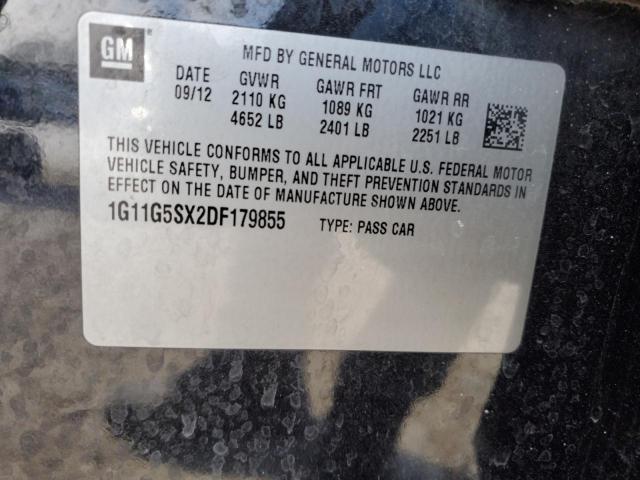 GM
MFD BY GENERAL MOTORS LLC
DATE GVWR GAWR FRT GAWR RR
09/12 2110 KG 1089 KG 1021 KG
4652 LB 2401 LB 2251 LB
THIS VEHICLE CONFORMS TO ALL APPLICABLE U.S. FEDERAL MOTOR
VEHICLE SAFETY, BUMPER, AND THEFT PREVENTION STANDARDS IN
EFFECT ON THE DATE OF MANUFACTURE SHOWN ABOVE.
1G11G5SX2DF179855 TYPE: PASS CAR